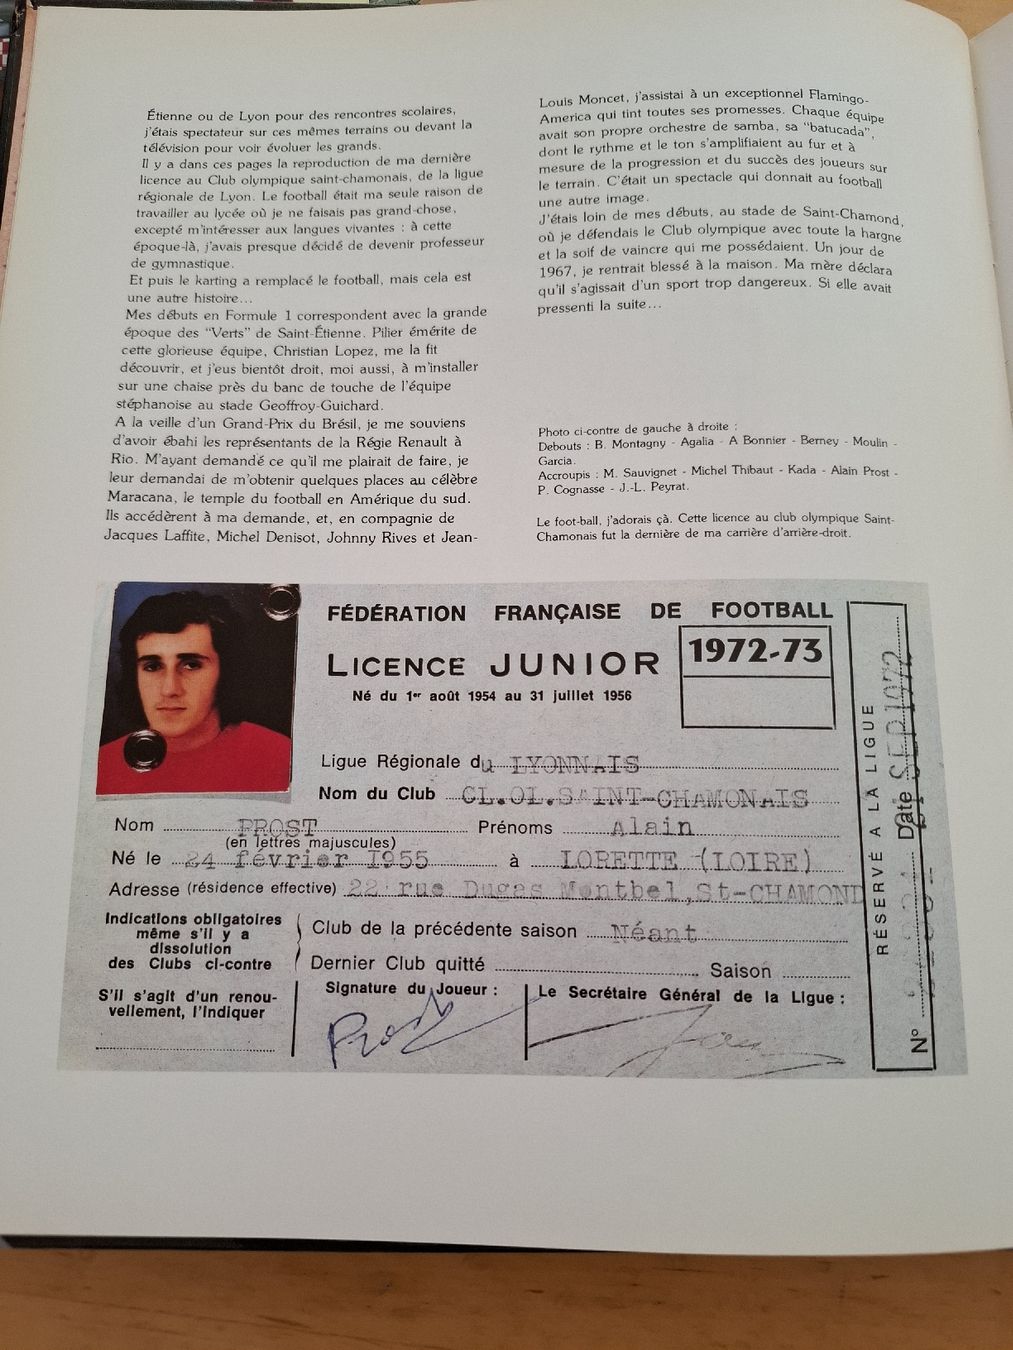 Étienne ou de Lyon pour des rencontres scolaires,
j'étais spectateur sur ces mêmes terrains ou devant la
télévision pour voir évoluer les grands.
Il y a dans ces pages la reproduction de ma dernière
licence au Club olympique saint-chamonais, de la ligue
régionale de Lyon. Le football était ma seule raison de
travailler au lycée où je ne faisais pas grand-chose,
excepté m'intéresser aux langues vivantes : à cette
époque-là, j'avais presque décidé de devenir professeur
de gymnastique.
Et puis le karting a remplacé le football, mais cela est
une autre histoire...
Mes débuts en Formule 1 correspondent avec la grande
époque des "Verts" de Saint-Étienne. Pilier émérite de
cette glorieuse équipe, Christian Lopez, me la fit
découvrir, et j'eus bientôt droit, moi aussi, à m'installer
sur une chaise près du banc de touche de l'équipe
stéphanoise au stade Geoffroy-Guichard.
A la veille d'un Grand-Prix du Brésil, je me souviens
d'avoir ébahi les représentants de la Régie Renault à
Rio. M'ayant demandé ce qu'il me plairait de faire, je
leur demandai de m'obtenir quelques places au célèbre
Maracana, le temple du football en Amérique du sud.
Ils accédèrent à ma demande, et, en compagnie de
Jacques Laffite, Michel Denisot, Johnny Rives et Jean-
Louis Moncet, j'assistai à un exceptionnel Flamingo-
America qui tint toutes ses promesses. Chaque équipe
avait son propre orchestre de samba, sa "batucada",
dont le rythme et le ton s'amplifiaient au fur et à
mesure de la progression et du succès des joueurs sur
le terrain. C'était un spectacle qui donnait au football
une autre image.
J'étais loin de mes débuts, au stade de Saint-Chamond,
où je défendais le Club olympique avec toute la hargne
et la soif de vaincre qui me possédaient. Un jour de
1967, je rentrait blessé à la maison. Ma mère déclara
qu'il s'agissait d'un sport trop dangereux. Si elle avait
pressenti la suite...
Photo ci-contre de gauche à droite :
Debouts : B. Montagny - Agalia - A Bonnier - Berney - Moulin -
Garcia.
Accroupis : M. Sauvignet - Michel Thibaut - Kada - Alain Prost -
P. Cognasse - J.-L. Peyrat.
Le foot-ball, j'adorais çà. Cette licence au club olympique Saint-
Chamonais fut la dernière de ma carrière d'arrière-droit.
FÉDÉRATION FRANÇAISE DE FOOTBALL
LICENCE JUNIOR
1972-73
Né du 1er août 1954 au 31 juillet 1956
Ligue Régionale du LYONNAIS
Nom du Club CL.OL.SAINT-CHAMONAIS
Nom PROST Prénoms Alain
(en lettres majuscules)
Né le 24 février 1955 à LORETTE (LOIRE)
Adresse (résidence effective) 22 rue Dugas Montbel, St-CHAMOND
Indications obligatoires
même s'il y a
dissolution
des Clubs ci-contre
Club de la précédente saison Néant
Dernier Club quitté Saison
S'il s'agit d'un renou-
vellement, l'indiquer
Signature du Joueur :
Prost
Le Secrétaire Général de la Ligue :
RÉSERVÉ A LA LIGUE
N° Date SEP 1972